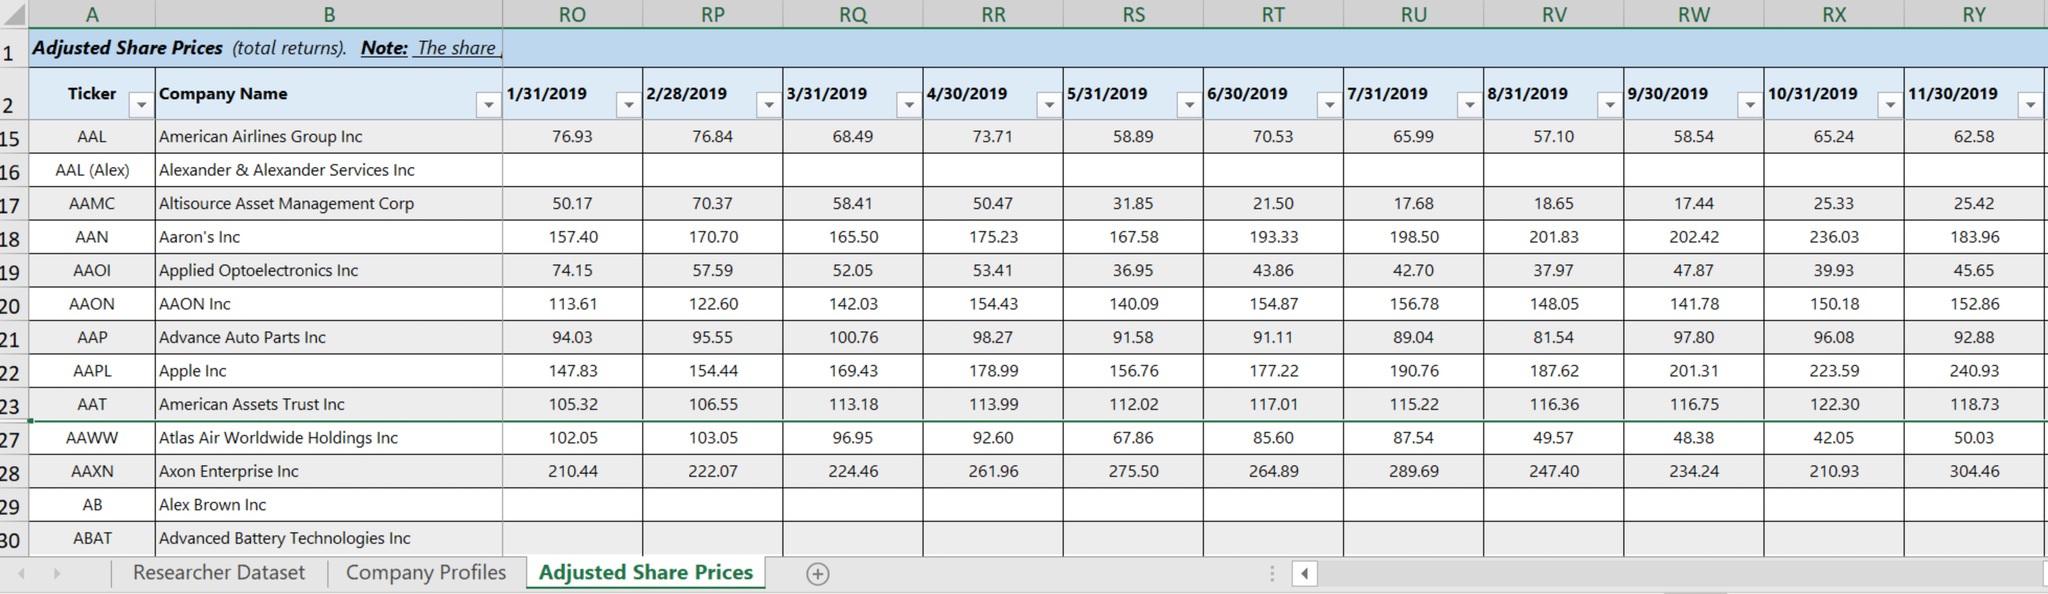 A B RO RP RQ RR RS RT RU RV RW RX RY
1 Adjusted Share Prices (total returns). Note: The share
2 Ticker Company Name 1/31/2019 2/28/2019 3/31/2019 4/30/2019 5/31/2019 6/30/2019 7/31/2019 8/31/2019 9/30/2019 10/31/2019 11/30/2019
15 AAL American Airlines Group Inc 76.93 76.84 68.49 73.71 58.89 70.53 65.99 57.10 58.54 65.24 62.58
16 AAL (Alex) Alexander & Alexander Services Inc
17 AAMC Altisource Asset Management Corp 50.17 70.37 58.41 50.47 31.85 21.50 17.68 18.65 17.44 25.33 25.42
18 AAN Aaron's Inc 157.40 170.70 165.50 175.23 167.58 193.33 198.50 201.83 202.42 236.03 183.96
19 AAOI Applied Optoelectronics Inc 74.15 57.59 52.05 53.41 36.95 43.86 42.70 37.97 47.87 39.93 45.65
20 AAON AAON Inc 113.61 122.60 142.03 154.43 140.09 154.87 156.78 148.05 141.78 150.18 152.86
21 AAP Advance Auto Parts Inc 94.03 95.55 100.76 98.27 91.58 91.11 89.04 81.54 97.80 96.08 92.88
22 AAPL Apple Inc 147.83 154.44 169.43 178.99 156.76 177.22 190.76 187.62 201.31 223.59 240.93
23 AAT American Assets Trust Inc 105.32 106.55 113.18 113.99 112.02 117.01 115.22 116.36 116.75 122.30 118.73
27 AAWW Atlas Air Worldwide Holdings Inc 102.05 103.05 96.95 92.60 67.86 85.60 87.54 49.57 48.38 42.05 50.03
28 AAXN Axon Enterprise Inc 210.44 222.07 224.46 261.96 275.50 264.89 289.69 247.40 234.24 210.93 304.46
29 AB Alex Brown Inc
30 ABAT Advanced Battery Technologies Inc
Researcher Dataset Company Profiles Adjusted Share Prices